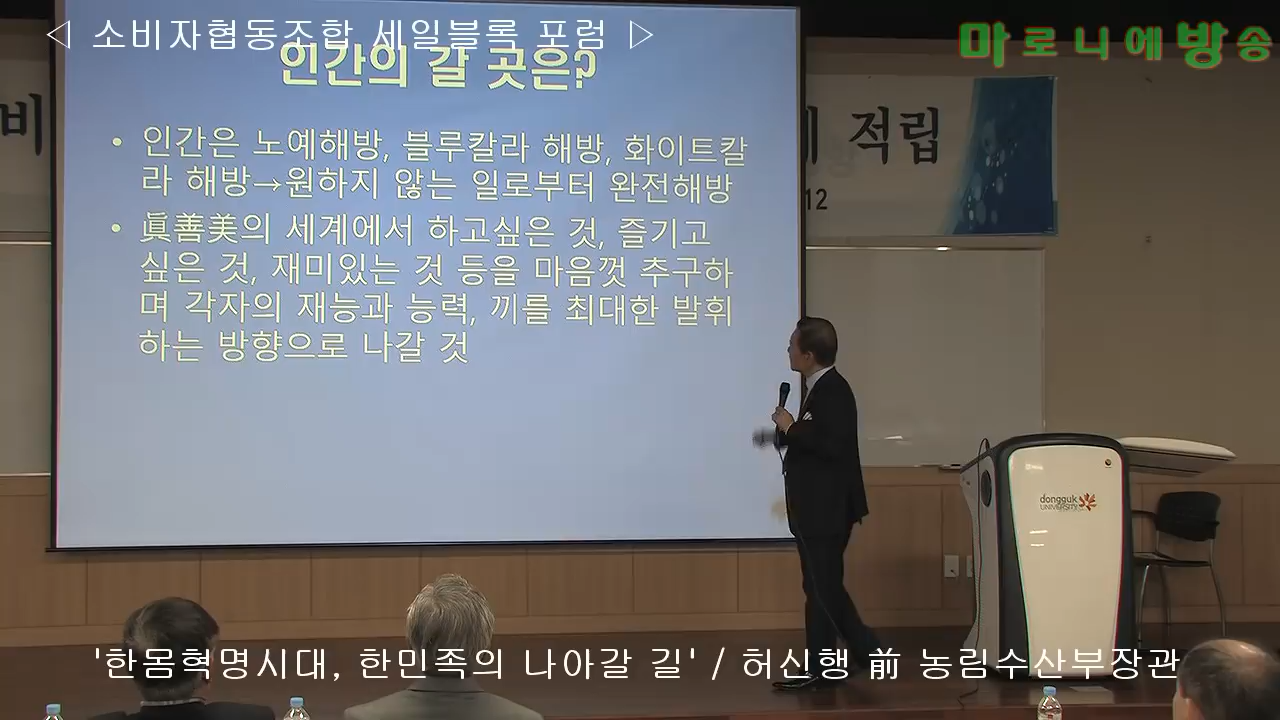 ◁ 소비자협동조합 세일블록 포럼 ▷
마로니에방송
인간의 갈 곳은?
• 인간은 노예해방, 블루칼라 해방, 화이트칼
라 해방→원하지 않는 일로부터 완전해방
• 眞善美의 세계에서 하고싶은 것, 즐기고
싶은 것, 재미있는 것 등을 마음껏 추구하
며 각자의 재능과 능력, 끼를 최대한 발휘
하는 방향으로 나갈 것
비
적립
12
dongguk
UNIVERSITY
'한몸혁명시대, 한민족의 나아갈 길' / 허신행 前 농림수산부장관